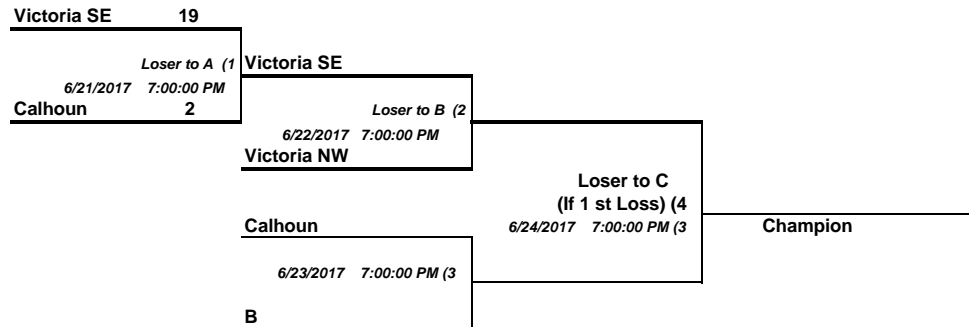 Victoria SE 19
Loser to A (1
Victoria SE
6/21/2017 7:00:00 PM
Calhoun 2
Loser to B (2
6/22/2017 7:00:00 PM
Victoria NW
Loser to C
(If 1 st Loss) (4
Calhoun
6/24/2017 7:00:00 PM (3
Champion
6/23/2017 7:00:00 PM (3
B